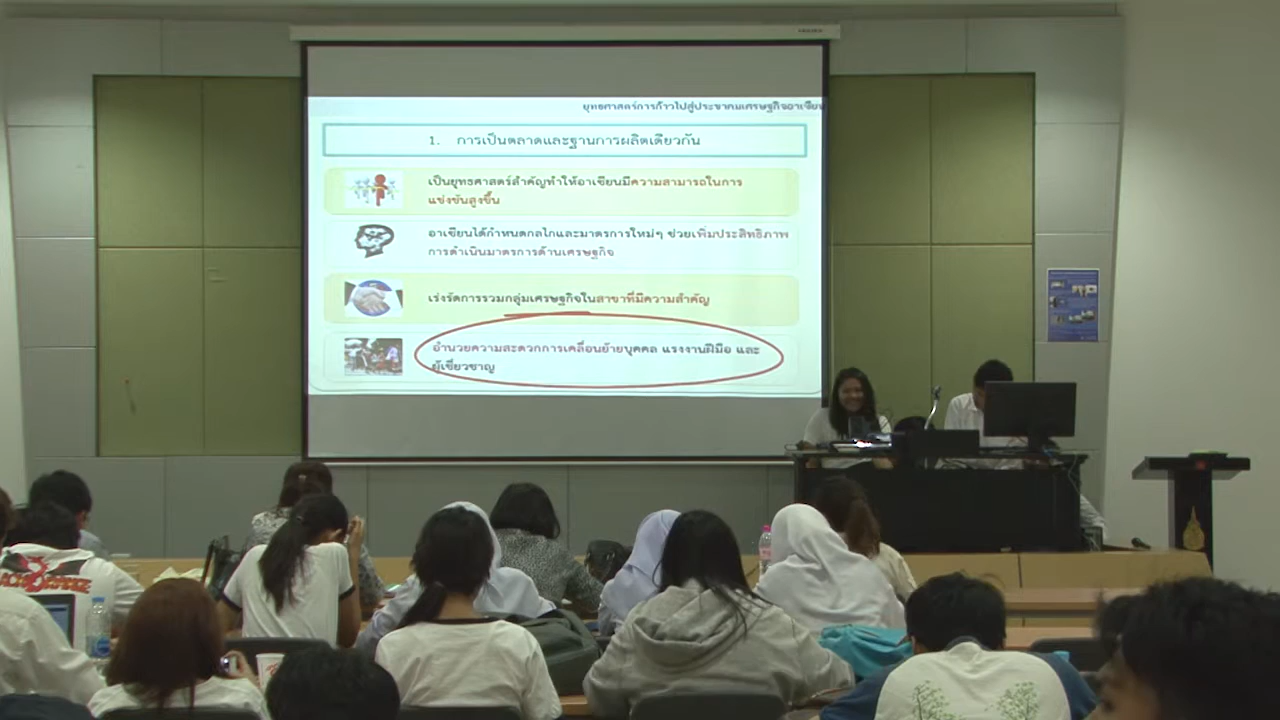 ยุทธศาสตร์การก้าวไปสู่ประชาคมเศรษฐกิจอาเซียน
1. การเป็นตลาดและฐานการผลิตเดียวกัน
เป็นยุทธศาสตร์สำคัญทำให้อาเซียนมีความสามารถในการ
แข่งขันสูงขึ้น
อาเซียนได้กำหนดกลไกและมาตรการใหม่ๆ ช่วยเพิ่มประสิทธิภาพ
การดำเนินมาตรการด้านเศรษฐกิจ
เร่งรัดการรวมกลุ่มเศรษฐกิจในสาขาที่มีความสำคัญ
อำนวยความสะดวกการเคลื่อนย้ายบุคคล แรงงานฝีมือ และ
ผู้เชี่ยวชาญ